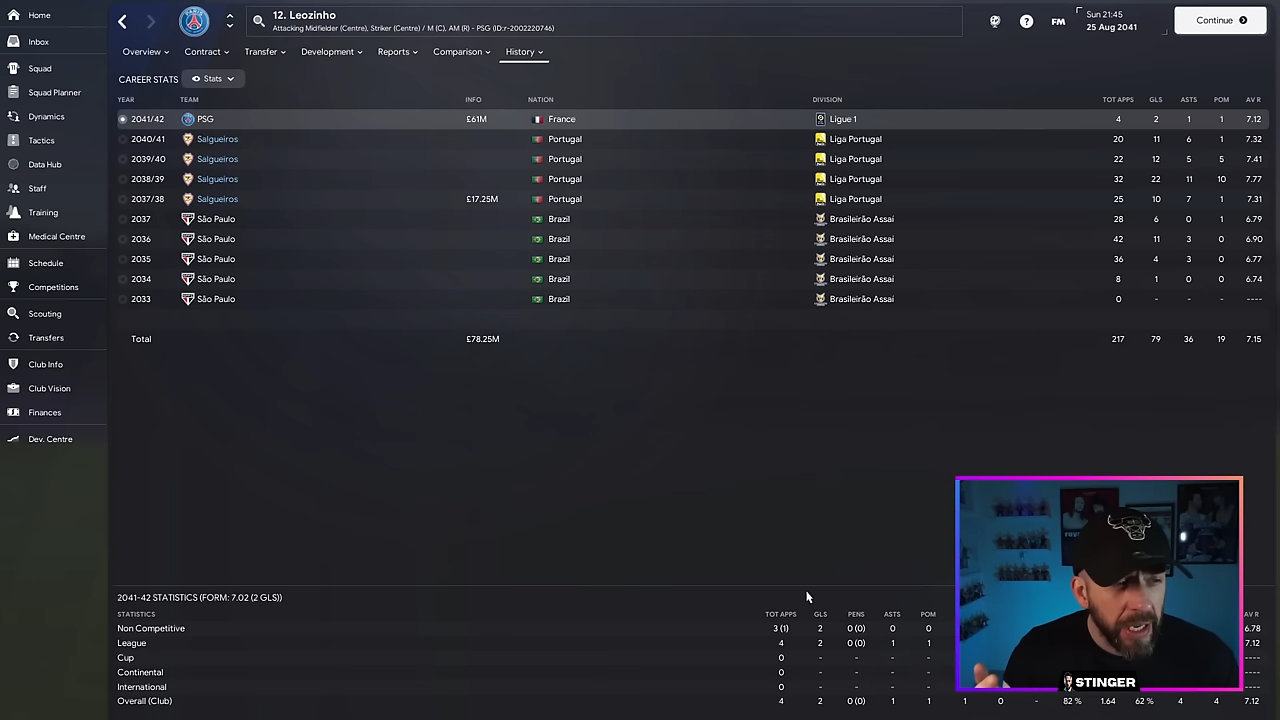 Home
Inbox
Squad
Squad Planner
Dynamics
Tactics
Data Hub
Staff
Training
Medical Centre
Schedule
Competitions
Scouting
Transfers
Club Info
Club Vision
Finances
Dev. Centre
12. Leozinho
Attacking Midfielder (Centre), Striker (Centre) / M (C), AM (R) - PSG (ID:r-2002220746)
? FM Sun 21:45
25 Aug 2041
Continue
Overview Contract Transfer Development Reports Comparison History
CAREER STATS Stats
YEAR TEAM INFO NATION DIVISION TOT APPS GLS ASTS POM AV R
2041/42 PSG £61M France Ligue 1 4 2 1 1 7.12
2040/41 Salgueiros Portugal Liga Portugal 20 11 6 1 7.32
2039/40 Salgueiros Portugal Liga Portugal 22 12 5 5 7.41
2038/39 Salgueiros Portugal Liga Portugal 32 22 11 10 7.77
2037/38 Salgueiros £17.25M Portugal Liga Portugal 25 10 7 1 7.31
2037 São Paulo Brazil Brasileirão Assaí 28 6 0 1 6.79
2036 São Paulo Brazil Brasileirão Assaí 42 11 3 0 6.90
2035 São Paulo Brazil Brasileirão Assaí 36 4 3 0 6.77
2034 São Paulo Brazil Brasileirão Assaí 8 1 0 0 6.74
2033 São Paulo Brazil Brasileirão Assaí 0 - - - ----
Total £78.25M 217 79 36 19 7.15
2041-42 STATISTICS (FORM: 7.02 (2 GLS))
STATISTICS TOT APPS GLS PENS ASTS POM AV R
Non Competitive 3 (1) 2 0 (0) 0 0 6.78
League 4 2 0 (0) 1 1 7.12
Cup 0 - - - - ----
Continental 0 - - - - ----
International 0 - - - - ----
Overall (Club) 4 2 0 (0) 1 1 1 0 - 82 % 1.64 62 % 4 4 7.12
STINGER